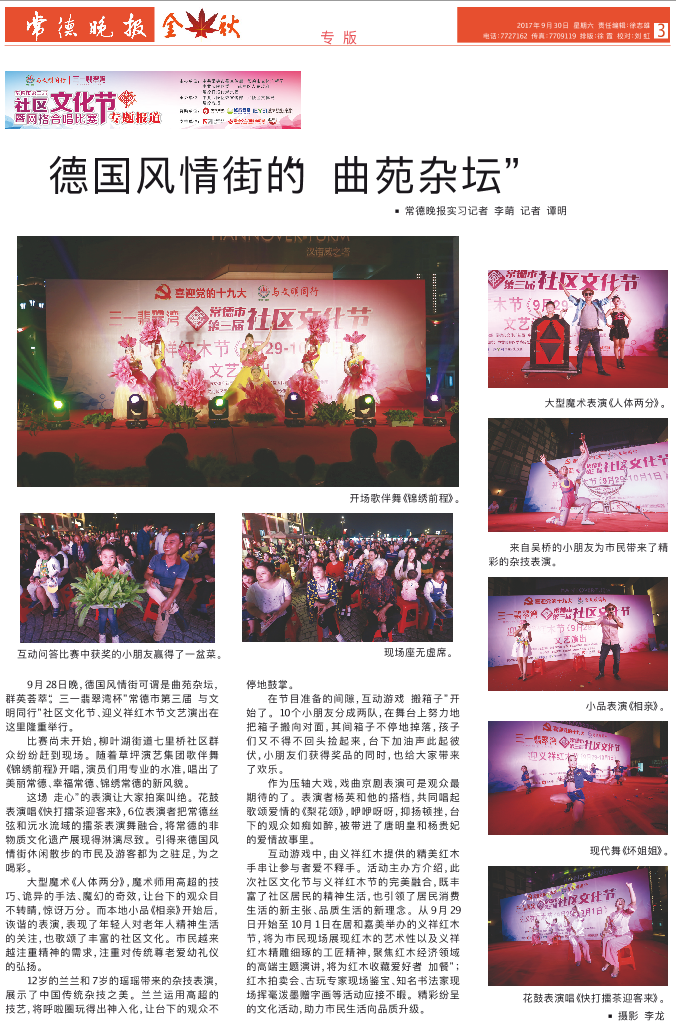 常德晚报
金秋
专版
2017年9月30日 星期六 责任编辑:徐志雄
电话:7727162 传真:7709119 排版:徐 霞 校对:刘 虹
3
与文明同行 三一翡翠湾
社区文化节
暨网格合唱比赛 专题报道
德国风情街的 曲苑杂坛”
■ 常德晚报实习记者 李萌 记者 谭明
汉诺威之春
喜迎党的十九大 与文明同行
三一翡翠湾 常德市第三届 社区文化节
文艺演出
开场歌伴舞《锦绣前程》。
互动问答比赛中获奖的小朋友赢得了一盆菜。
现场座无虚席。
大型魔术表演《人体两分》。
来自吴桥的小朋友为市民带来了精
彩的杂技表演。
小品表演《相亲》。
现代舞《坏姐姐》。
花鼓表演唱《快打擂茶迎客来》。
■ 摄影 李龙
9月28日晚,德国风情街可谓是曲苑杂坛,
群英荟萃。三一翡翠湾杯”常德市第三届 与文
明同行”社区文化节、迎义祥红木节文艺演出在
这里隆重举行。
比赛尚未开始,柳叶湖街道七里桥社区群
众纷纷赶到现场。随着草坪演艺集团歌伴舞
《锦绣前程》开唱,演员们用专业的水准,唱出了
美丽常德、幸福常德、锦绣常德的新风貌。
这场 走心”的表演让大家拍案叫绝。花鼓
表演唱《快打擂茶迎客来》,6位表演者把常德丝
弦和沅水流域的擂茶表演舞融合,将常德的非
物质文化遗产展现得淋漓尽致。引得来德国风
情街休闲散步的市民及游客都为之驻足,为之
喝彩。
大型魔术《人体两分》,魔术师用高超的技
巧、诡异的手法、魔幻的奇效,让台下的观众目
不转睛,惊讶万分。而本地小品《相亲》开始后,
诙谐的表演,表现了年轻人对老年人精神生活
的关注,也歌颂了丰富的社区文化。市民越来
越注重精神的需求,注重对传统尊老爱幼礼仪
的弘扬。
12岁的兰兰和7岁的瑶瑶带来的杂技表演,
展示了中国传统杂技之美。兰兰运用高超的
技艺,将呼啦圈玩得出神入化,让台下的观众不
停地鼓掌。
在节目准备的间隙,互动游戏 搬箱子”开
始了。10个小朋友分成两队,在舞台上努力地
把箱子搬向对面,其间箱子不停地掉落,孩子
们又不得不回头捡起来,台下加油声此起彼
伏,小朋友们获得奖品的同时,也给大家带来
了欢乐。
作为压轴大戏,戏曲京剧表演可是观众最
期待的了。表演者杨英和他的搭档,共同唱起
歌颂爱情的《梨花颂》,咿咿呀呀,抑扬顿挫,台
下的观众如痴如醉,被带进了唐明皇和杨贵妃
的爱情故事里。
互动游戏中,由义祥红木提供的精美红木
手串让参与者爱不释手。活动主办方介绍,此
次社区文化节与义祥红木节的完美融合,既丰
富了社区居民的精神生活,也引领了居民消费
生活的新主张、品质生活的新理念。从9月29
日开始至10月1日在居和嘉美举办的义祥红木
节,将为市民现场展现红木的艺术性以及义祥
红木精雕细琢的工匠精神,聚焦红木经济领域
的高端主题演讲,将为红木收藏爱好者 加餐”;
红木拍卖会、古玩专家现场鉴宝、知名书法家现
场挥毫泼墨赠字画等活动应接不暇。精彩纷呈
的文化活动,助力市民生活向品质升级。